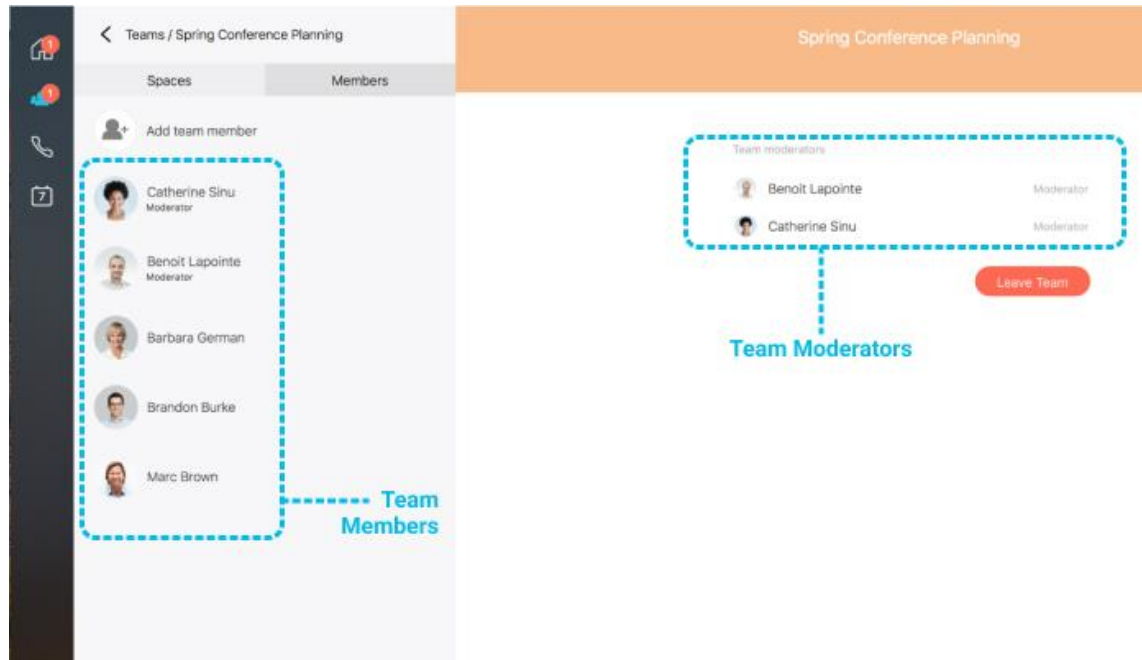 1
1
7
Teams / Spring Conference Planning
Spaces Members
Add team member
Catherine Sinu
Moderator
Benoit Lapointe
Moderator
Barbara German
Brandon Burke
Marc Brown
Team
Members
Spring Conference Planning
Team moderators
Benoit Lapointe Moderator
Catherine Sinu Moderator
Leave Team
Team Moderators